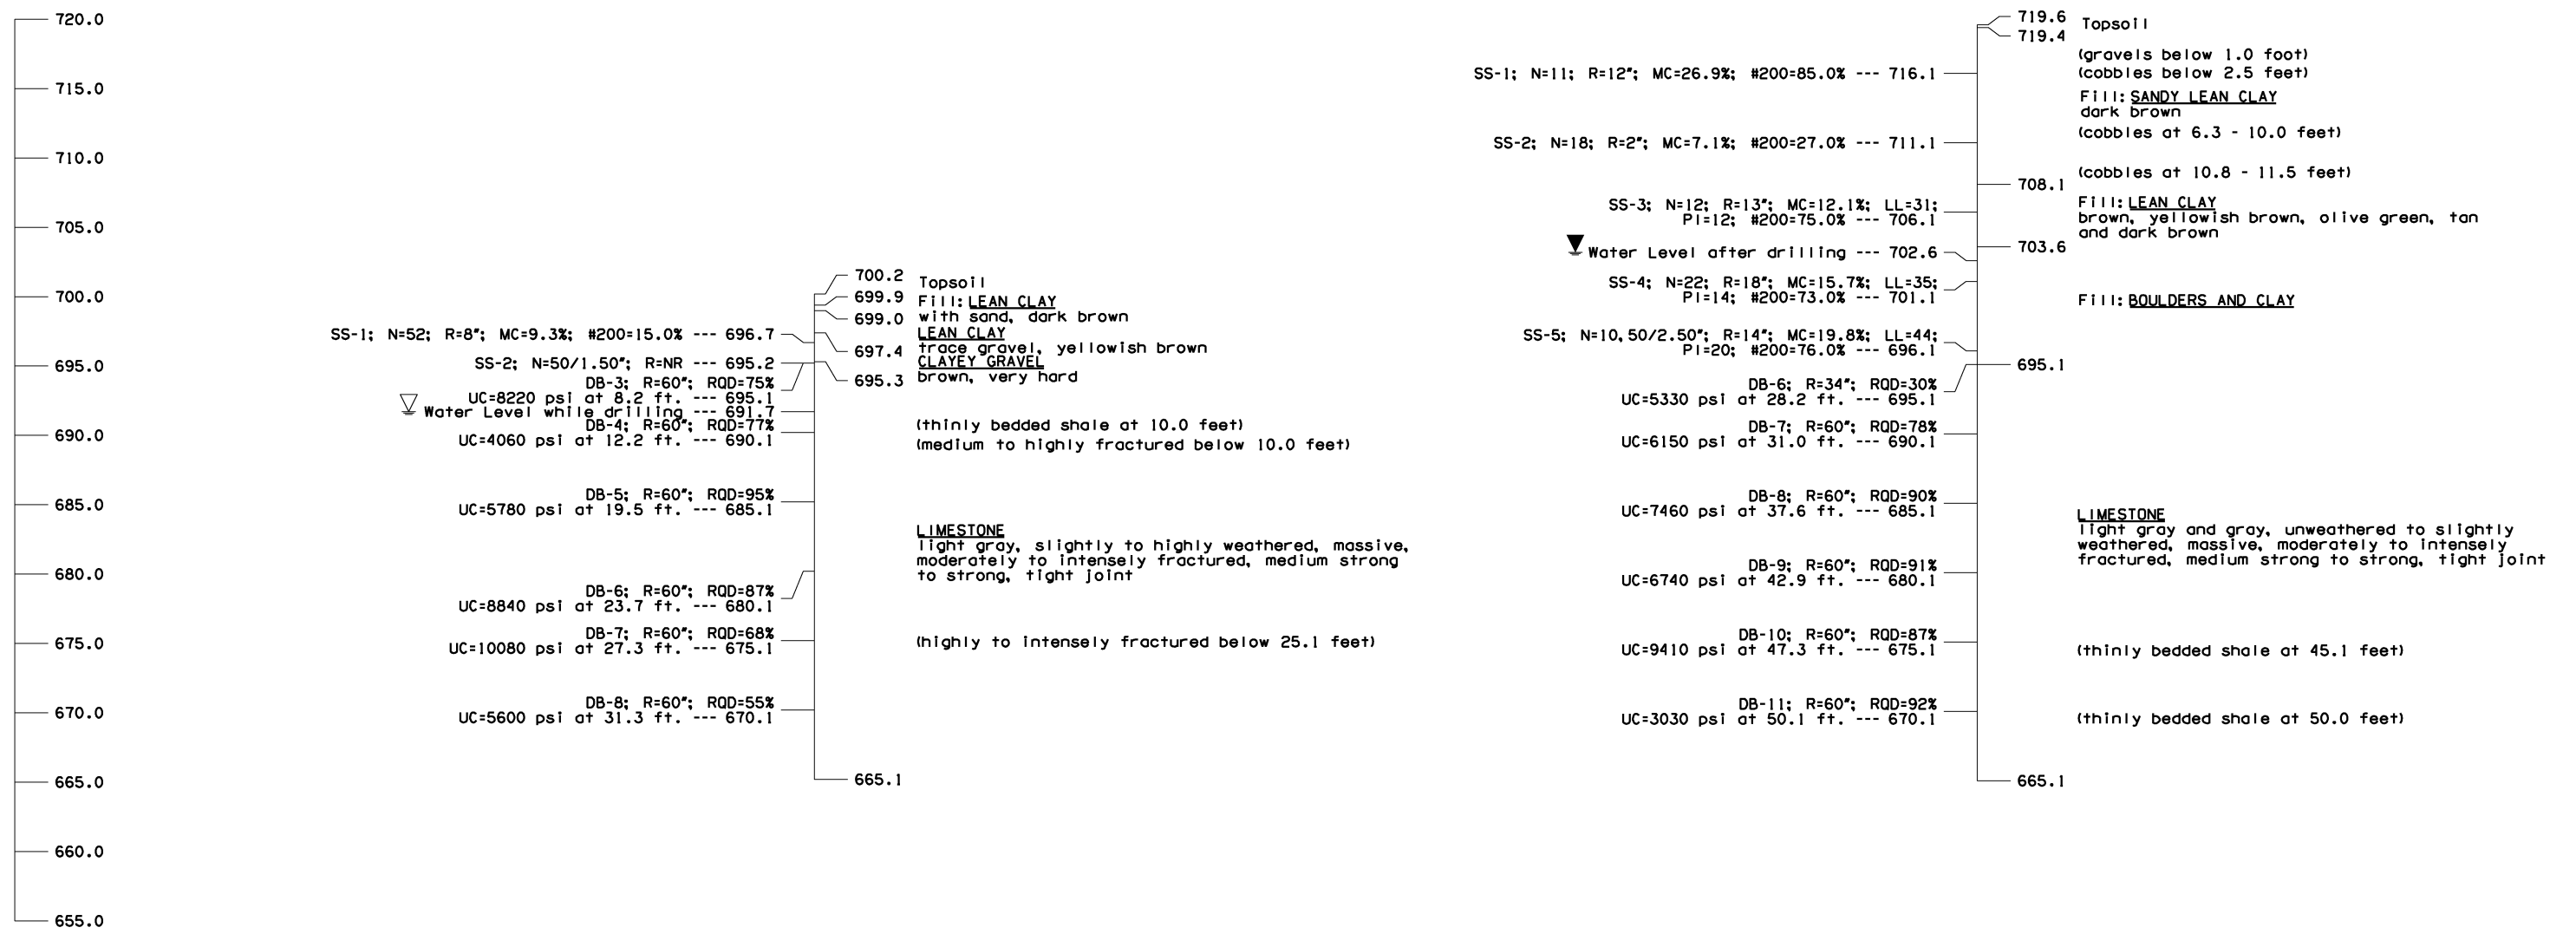 720.0
715.0
710.0
705.0
700.0
695.0
690.0
685.0
680.0
675.0
670.0
665.0
660.0
655.0
SS-1; N=52; R=8"; MC=9.3%; #200=15.0% --- 696.7
SS-2; N=50/1.50"; R=NR --- 695.2
DB-3; R=60"; RQD=75%
UC=8220 psi at 8.2 ft. --- 695.1
Water Level while drilling --- 691.7
DB-4; R=60"; RQD=77%
UC=4060 psi at 12.2 ft. --- 690.1
DB-5; R=60"; RQD=95%
UC=5780 psi at 19.5 ft. --- 685.1
DB-6; R=60"; RQD=87%
UC=8840 psi at 23.7 ft. --- 680.1
DB-7; R=60"; RQD=68%
UC=10080 psi at 27.3 ft. --- 675.1
DB-8; R=60"; RQD=55%
UC=5600 psi at 31.3 ft. --- 670.1
700.2
699.9
699.0
697.4
695.3
665.1
Topsoil
Fill: LEAN CLAY
with sand, dark brown
LEAN CLAY
trace gravel, yellowish brown
CLAYEY GRAVEL
brown, very hard
(thinly bedded shale at 10.0 feet)
(medium to highly fractured below 10.0 feet)
LIMESTONE
light gray, slightly to highly weathered, massive,
moderately to intensely fractured, medium strong
to strong, tight joint
(highly to intensely fractured below 25.1 feet)
SS-1; N=11; R=12"; MC=26.9%; #200=85.0% --- 716.1
SS-2; N=18; R=2"; MC=7.1%; #200=27.0% --- 711.1
SS-3; N=12; R=13"; MC=12.1%; LL=31;
PI=12; #200=75.0% --- 706.1
Water Level after drilling --- 702.6
SS-4; N=22; R=18"; MC=15.7%; LL=35;
PI=14; #200=73.0% --- 701.1
SS-5; N=10,50/2.50"; R=14"; MC=19.8%; LL=44;
PI=20; #200=76.0% --- 696.1
DB-6; R=34"; RQD=30%
UC=5330 psi at 28.2 ft. --- 695.1
DB-7; R=60"; RQD=78%
UC=6150 psi at 31.0 ft. --- 690.1
DB-8; R=60"; RQD=90%
UC=7460 psi at 37.6 ft. --- 685.1
DB-9; R=60"; RQD=91%
UC=6740 psi at 42.9 ft. --- 680.1
DB-10; R=60"; RQD=87%
UC=9410 psi at 47.3 ft. --- 675.1
DB-11; R=60"; RQD=92%
UC=3030 psi at 50.1 ft. --- 670.1
719.6
719.4
708.1
703.6
695.1
665.1
Topsoil
(gravels below 1.0 foot)
(cobbles below 2.5 feet)
Fill: SANDY LEAN CLAY
dark brown
(cobbles at 6.3 - 10.0 feet)
(cobbles at 10.8 - 11.5 feet)
Fill: LEAN CLAY
brown, yellowish brown, olive green, tan
and dark brown
Fill: BOULDERS AND CLAY
LIMESTONE
light gray and gray, unweathered to slightly
weathered, massive, moderately to intensely
fractured, medium strong to strong, tight joint
(thinly bedded shale at 45.1 feet)
(thinly bedded shale at 50.0 feet)